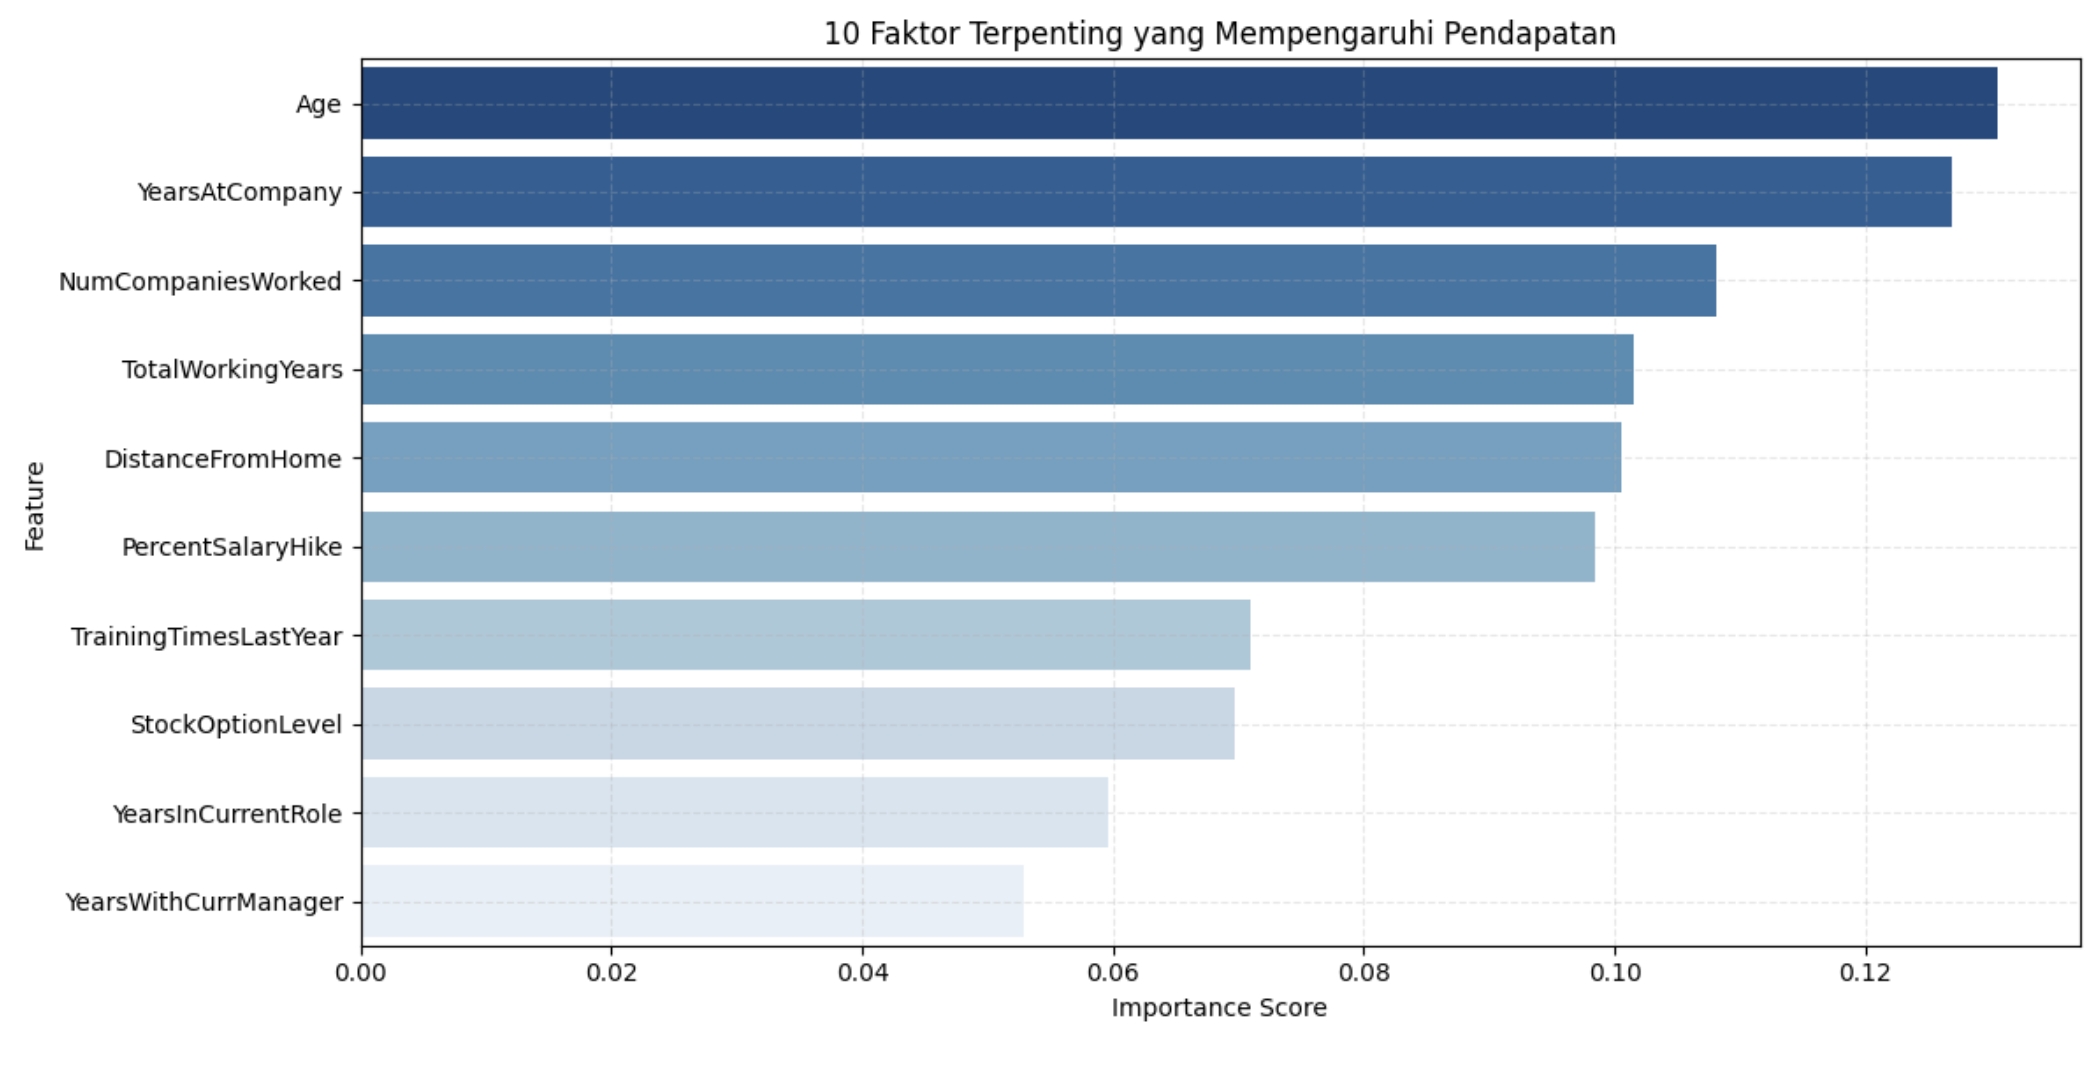 10 Faktor Terpenting yang Mempengaruhi Pendapatan
Feature
Age
YearsAtCompany
NumCompaniesWorked
TotalWorkingYears
DistanceFromHome
PercentSalaryHike
TrainingTimesLastYear
StockOptionLevel
YearsInCurrentRole
YearsWithCurrManager
0.00 0.02 0.04 0.06 0.08 0.10 0.12
Importance Score